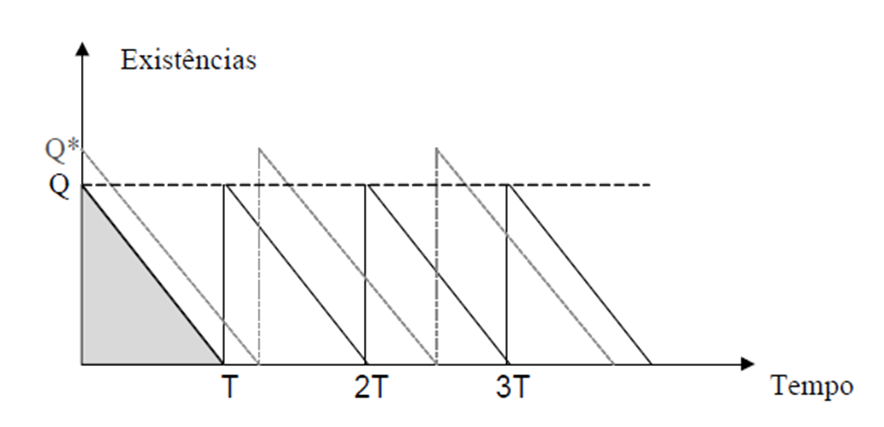 Existências
Q*
Q
T 2T 3T
Tempo